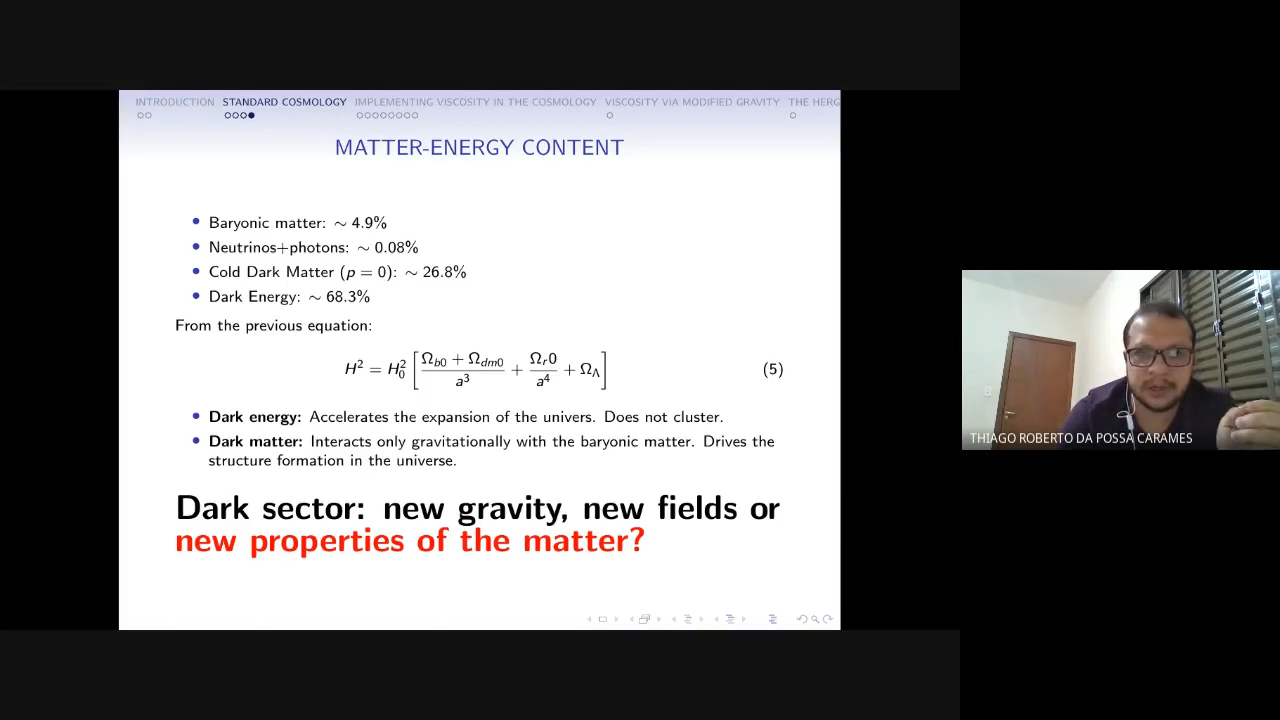 INTRODUCTION STANDARD COSMOLOGY IMPLEMENTING VISCOSITY IN THE COSMOLOGY VISCOSITY VIA MODIFIED GRAVITY THE HERG
MATTER-ENERGY CONTENT
Baryonic matter: ∼ 4.9%
Neutrinos+photons: ∼ 0.08%
Cold Dark Matter (p = 0): ∼ 26.8%
Dark Energy: ∼ 68.3%
From the previous equation:
H² = H₀² [ (Ω_{b0} + Ω_{dm0})/a³ + Ω_r0/a⁴ + Ω_Λ ] (5)
Dark energy: Accelerates the expansion of the univers. Does not cluster.
Dark matter: Interacts only gravitationally with the baryonic matter. Drives the
structure formation in the universe.
Dark sector: new gravity, new fields or
new properties of the matter?
THIAGO ROBERTO DA POSSA CARAMES